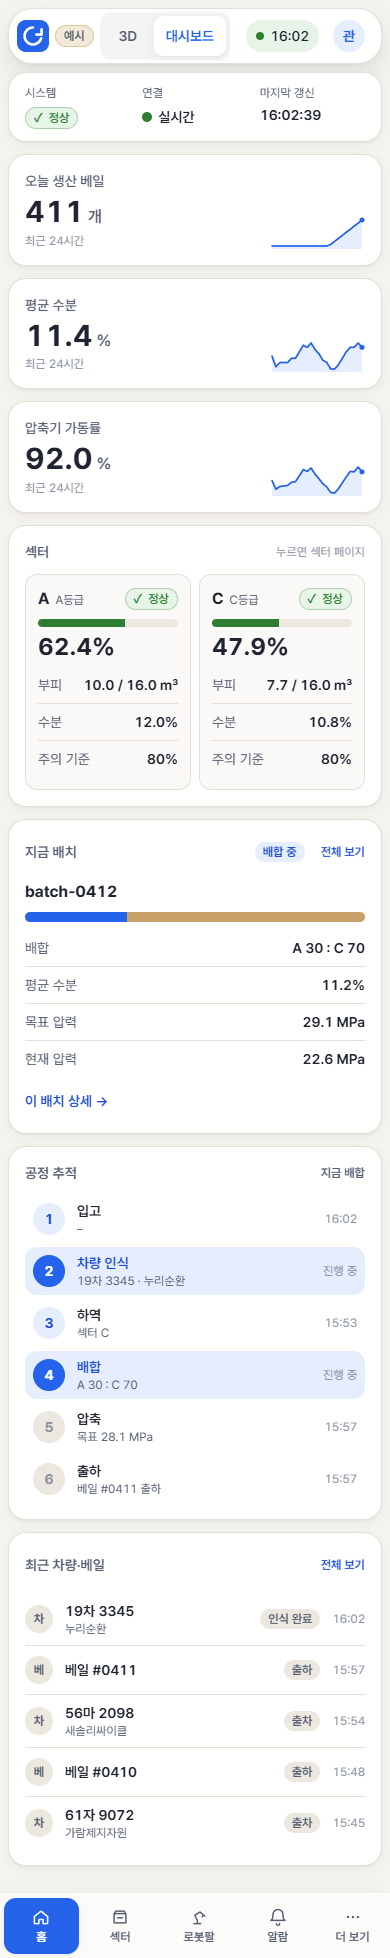 예시 3D 대시보드 16:02 관
시스템 연결 마지막 갱신
✓ 정상 실시간 16:02:39
오늘 생산 베일
411 개
최근 24시간
평균 수분
11.4 %
최근 24시간
압축기 가동률
92.0 %
최근 24시간
섹터 누르면 섹터 페이지
A A등급 ✓ 정상
62.4%
부피 10.0 / 16.0 m³
수분 12.0%
주의 기준 80%
C C등급 ✓ 정상
47.9%
부피 7.7 / 16.0 m³
수분 10.8%
주의 기준 80%
지금 배치 배합 중 전체 보기
batch-0412
배합 A 30 : C 70
평균 수분 11.2%
목표 압력 29.1 MPa
현재 압력 22.6 MPa
이 배치 상세 →
공정 추적 지금 배합
1 입고 16:02
–
2 차량 인식 진행 중
19차 3345 · 누리순환
3 하역 15:53
섹터 C
4 배합 진행 중
A 30 : C 70
5 압축 15:57
목표 28.1 MPa
6 출하 15:57
베일 #0411 출하
최근 차량·베일 전체 보기
차 19차 3345 인식 완료 16:02
누리순환
베 베일 #0411 출하 15:57
차 56마 2098 출차 15:54
새솔리싸이클
베 베일 #0410 출하 15:48
차 61자 9072 출차 15:45
가람제지자원
홈 섹터 로봇팔 알람 더 보기